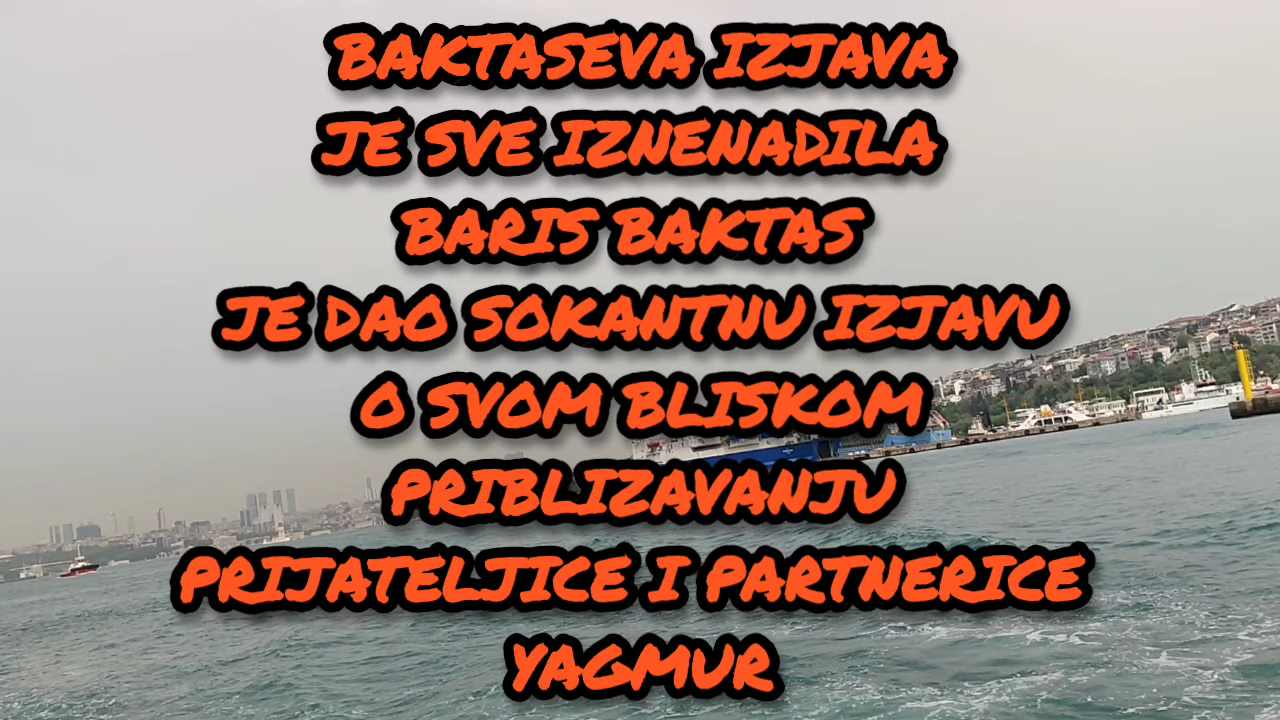 BAKTASEVA IZJAVA
JE SVE IZNENADILA
BARIS BAKTAS
JE DAO SOKANTNU IZJAVU
O SVOM BLISKOM
PRIBLIZAVANJU
PRIJATELJICE I PARTNERICE
YAGMUR